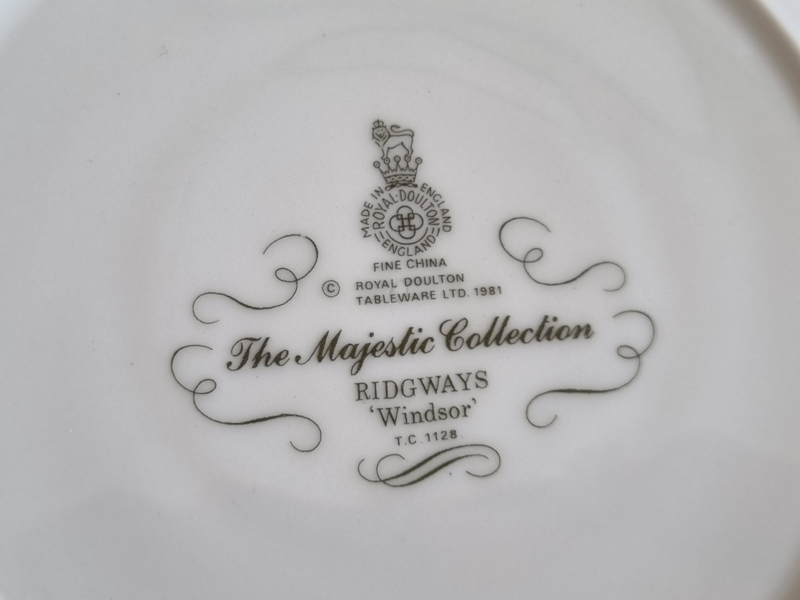 MADE IN ENGLAND
ROYAL·DOULTON
ENGLAND
FINE CHINA
© ROYAL DOULTON
TABLEWARE LTD. 1981
The Majestic Collection
RIDGWAYS
'Windsor'
T.C. 1128.